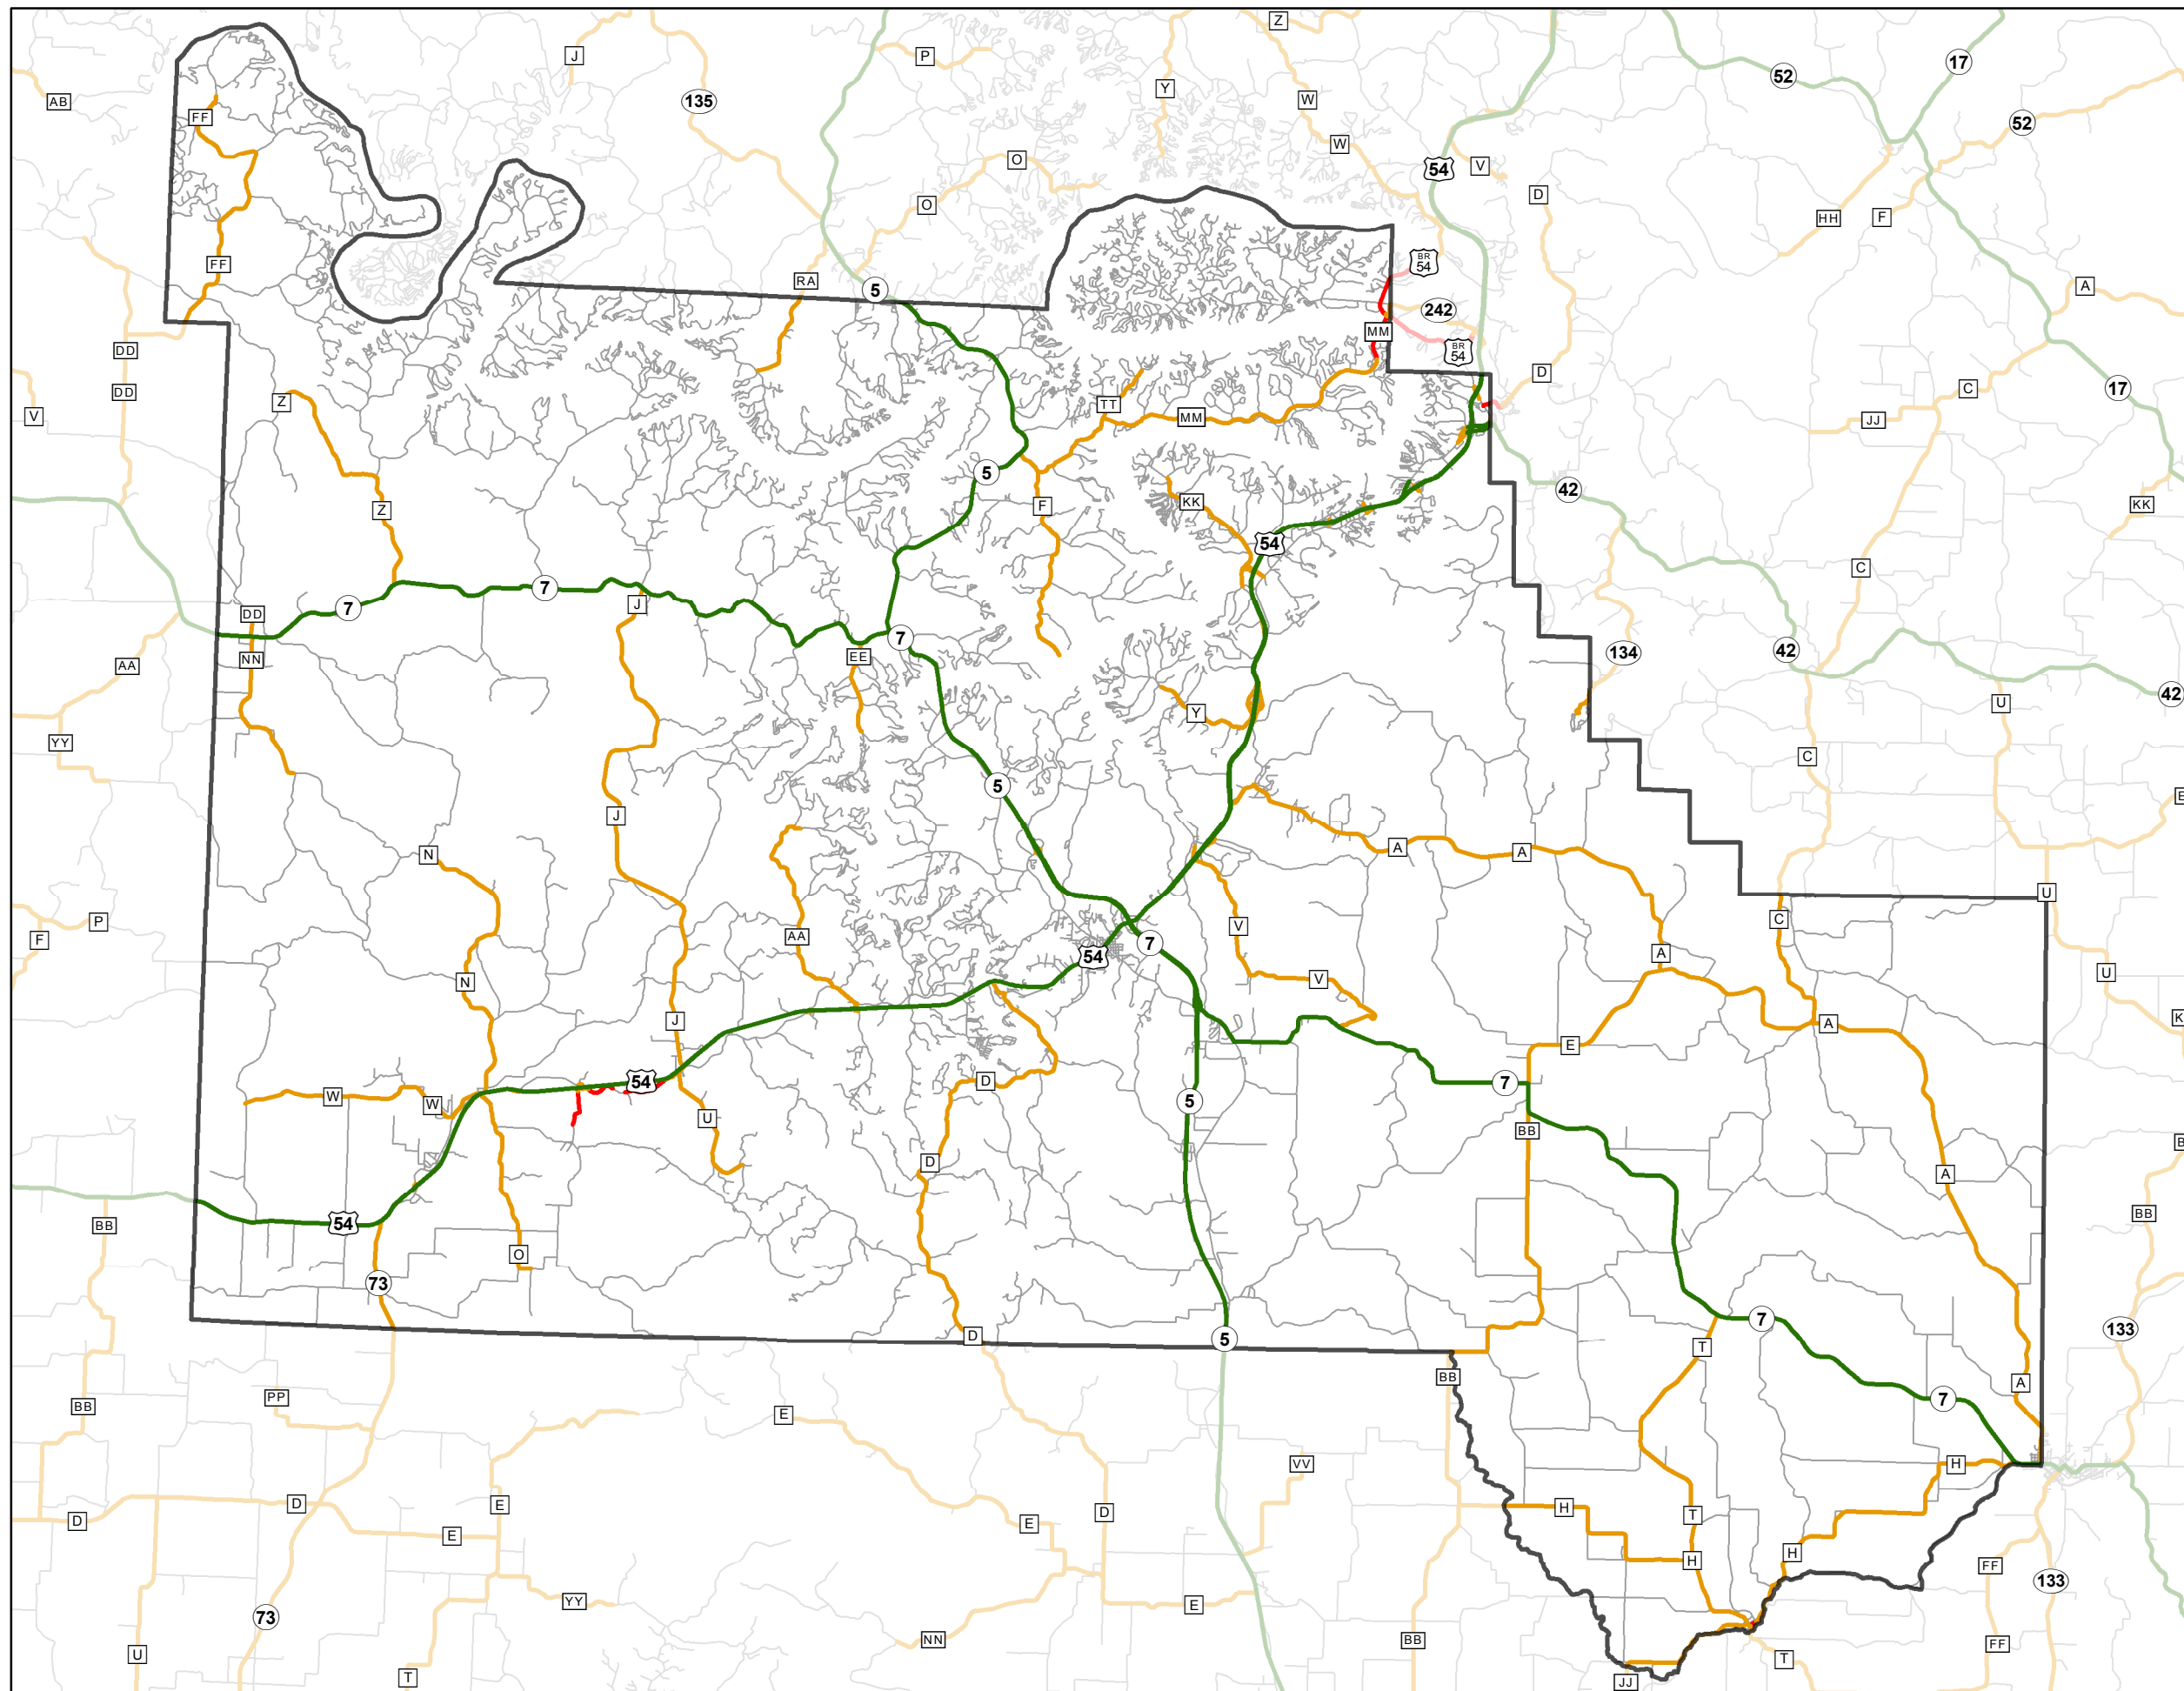 Z
17
J
P
52
Y
W
AB
135
52
FF
W
O
54
V
D
O
HH
F
BR
54
FF
RA
A
5
242
MM
DD
BR
54
D
17
DD
C
Z
TT
V
MM
JJ
5
42
KK
F
KK
Z
54
C
7
J
7
DD
7
42
134
EE
NN
AA
42
U
Y
YY
C
5
E
J
A
A
N
U
C
P
V
AA
F
7
A
54
U
V
N
K
J
A
E
54
D
7
W
5
W
U
BB
B
D
A
BB
54
BB
O
73
7
133
D
5
T
BB
A
PP
7
BB
E
VV
H
D
E
H
D
T
D
E
E
H
H
FF
133
YY
E
73
NN
BB
FF
U
T
T
JJ